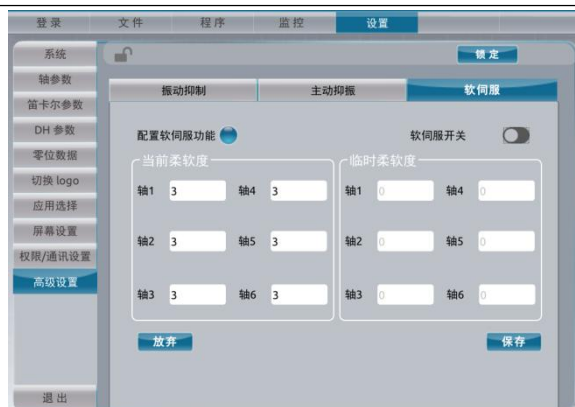 登录 文件 程序 监控 设置
系统
锁定
轴参数
振动抑制 主动抑振 软伺服
笛卡尔参数
DH 参数
配置软伺服功能 软伺服开关
零位数据
当前柔软度 临时柔软度
切换 logo
轴1 3 轴4 3 轴1 0 轴4 0
应用选择
屏幕设置
轴2 3 轴5 3 轴2 0 轴5 0
权限/通讯设置
高级设置
轴3 3 轴6 3 轴3 0 轴6 0
放弃 保存
退出